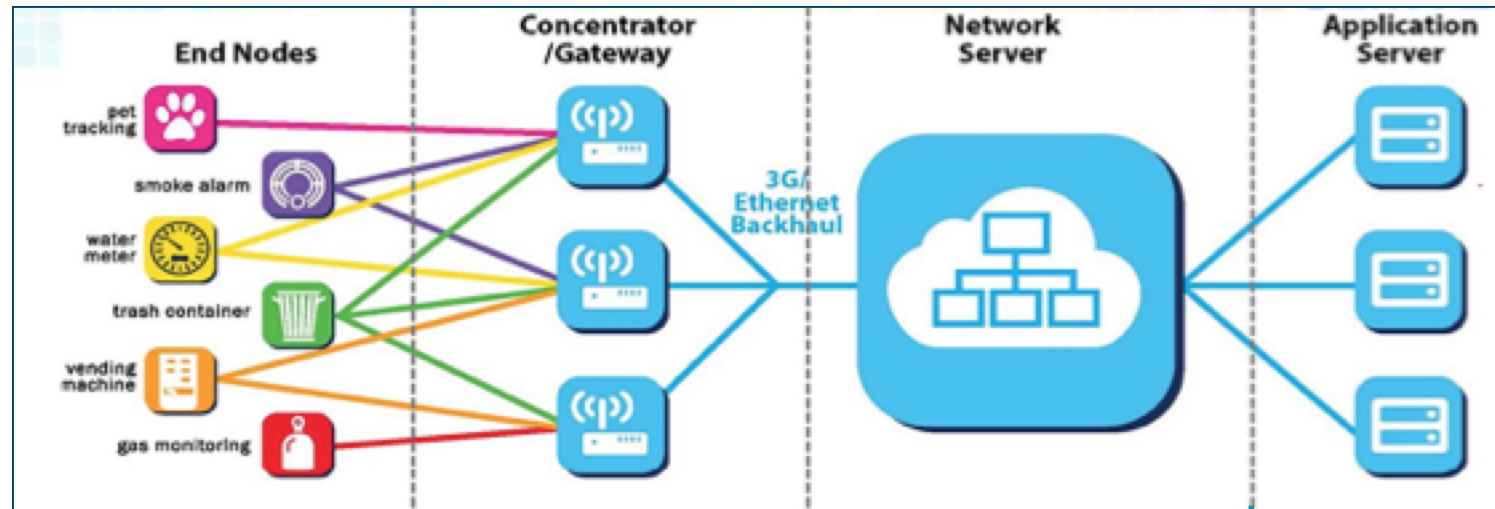 End Nodes
Concentrator
/Gateway
Network
Server
Application
Server
pet
tracking
smoke alarm
water
meter
trash container
vending
machine
gas monitoring
3G/
Ethernet
Backhaul